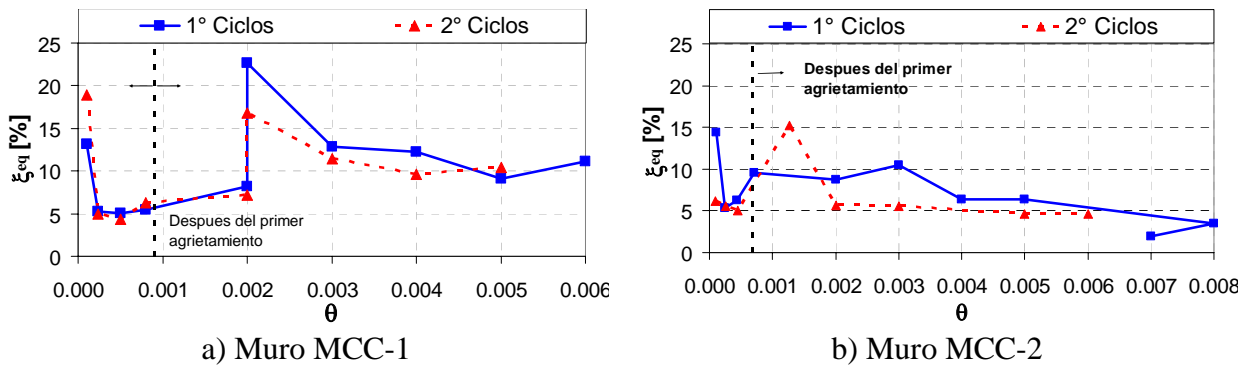 1° Ciclos 2° Ciclos
25
20
15
10
5
0
ξeq [%]
Despues del primer
agrietamiento
0.000 0.001 0.002 0.003 0.004 0.005 0.006
θ
a) Muro MCC-1
1° Ciclos 2° Ciclos
25
20
15
10
5
0
ξeq [%]
Despues del primer
agrietamiento
0.000 0.001 0.002 0.003 0.004 0.005 0.006 0.007 0.008
θ
b) Muro MCC-2